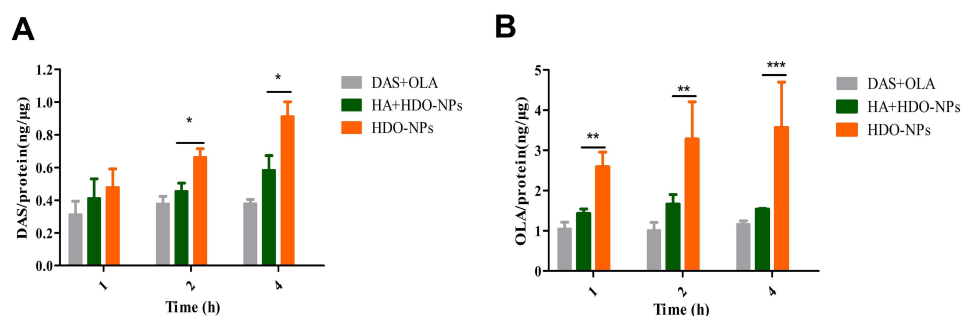 A
DAS/protein(ng/μg)
1.2
1.0
0.8
0.6
0.4
0.2
0.0
*
*
1
2
4
Time (h)
DAS+OLA
HA+HDO-NPs
HDO-NPs
B
OLA/protein(ng/μg)
5
4
3
2
1
0
**
**
***
1
2
4
Time (h)
DAS+OLA
HA+HDO-NPs
HDO-NPs